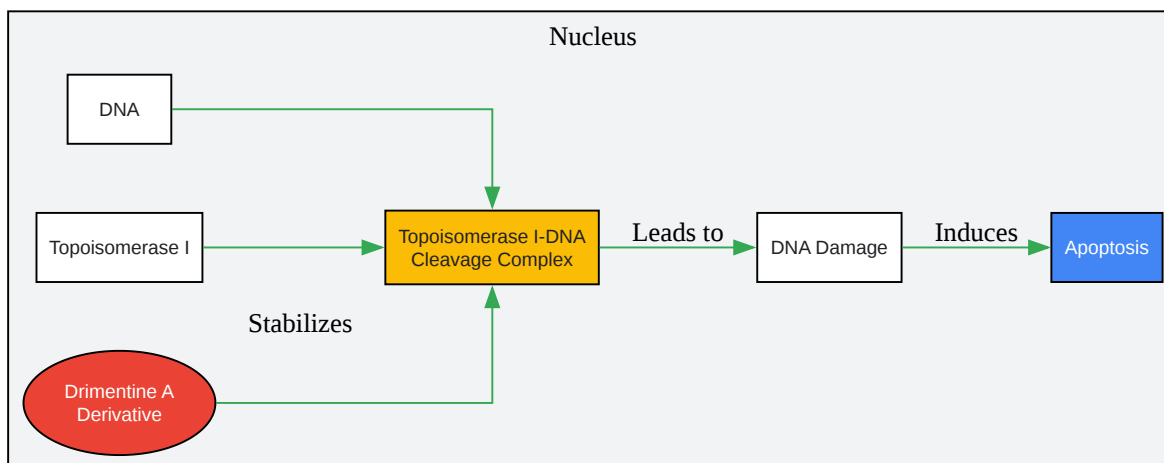 Nucleus
DNA
Topoisomerase I
Topoisomerase I-DNA
Cleavage Complex
Leads to
DNA Damage
Induces
Apoptosis
Stabilizes
Drimentine A
Derivative